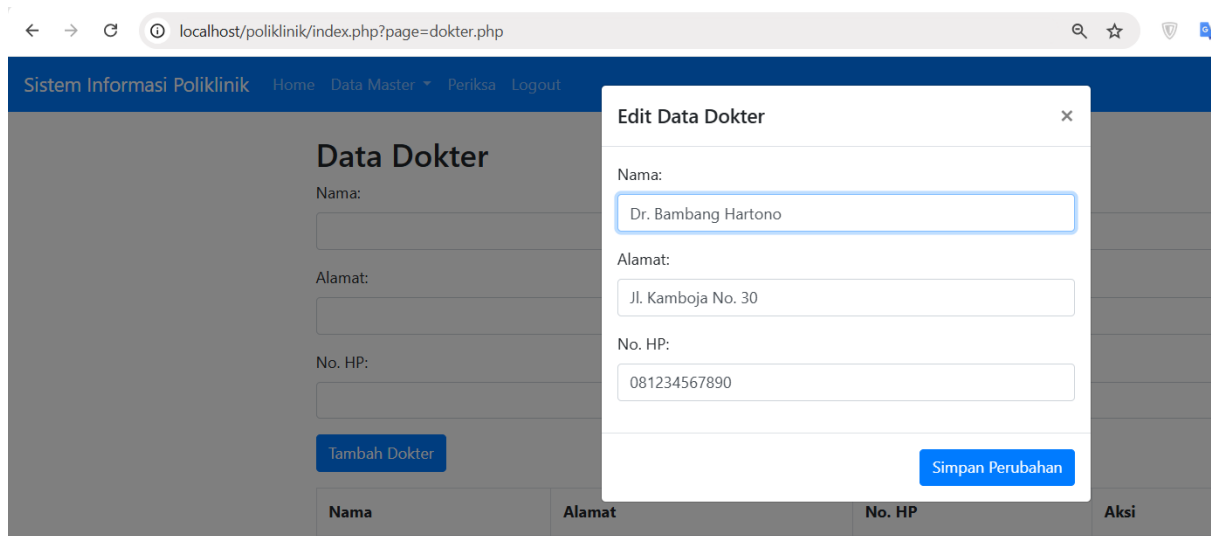 localhost/poliklinik/index.php?page=dokter.php
Sistem Informasi Poliklinik Home Data Master Periksa Logout
Data Dokter
Nama:
Alamat:
No. HP:
Tambah Dokter
Nama Alamat No. HP Aksi
Edit Data Dokter ×
Nama:
Dr. Bambang Hartono
Alamat:
Jl. Kamboja No. 30
No. HP:
081234567890
Simpan Perubahan